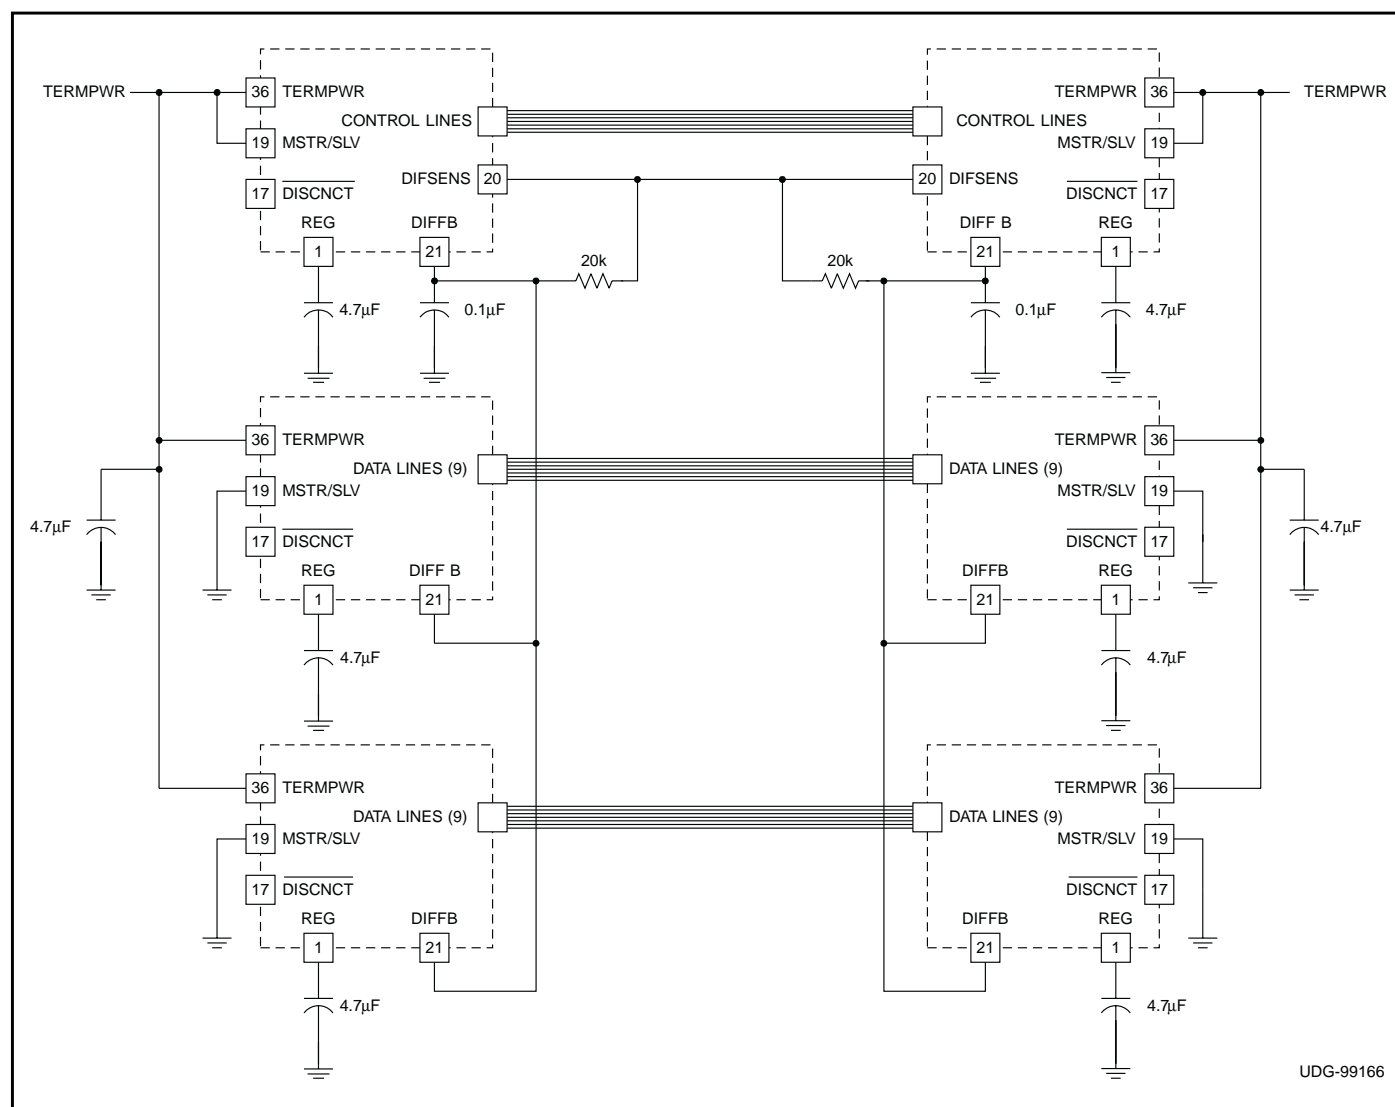 TERMPWR
36 TERMPWR
19 MSTR/SLV
17 DISCNCT
CONTROL LINES
20 DIFSENS
REG
1
DIFFB
21
4.7μF
0.1μF
20k
TERMPWR
TERMPWR 36
MSTR/SLV 19
DISCNCT 17
CONTROL LINES
20 DIFSENS
DIFF B
21
REG
1
20k
0.1μF
4.7μF
36 TERMPWR
19 MSTR/SLV
17 DISCNCT
DATA LINES (9)
REG
1
DIFF B
21
4.7μF
4.7μF
DATA LINES (9)
TERMPWR 36
MSTR/SLV 19
DISCNCT 17
DIFFB
21
REG
1
4.7μF
4.7μF
36 TERMPWR
19 MSTR/SLV
17 DISCNCT
DATA LINES (9)
REG
1
DIFFB
21
4.7μF
DATA LINES (9)
TERMPWR 36
MSTR/SLV 19
DISCNCT 17
DIFFB
21
REG
1
4.7μF
UDG-99166